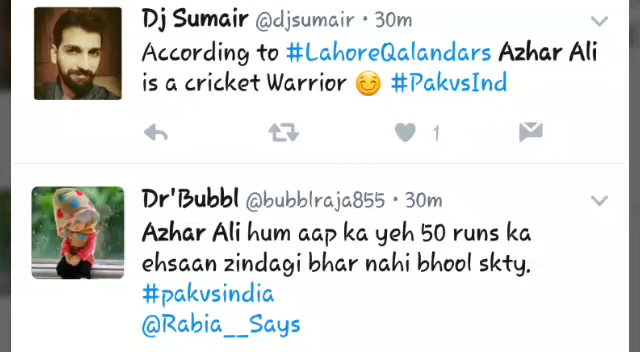 Dj Sumair @djsumair • 30m
According to #LahoreQalandars Azhar Ali
is a cricket Warrior 😊 #PakvsInd
1
Dr'Bubbl @bubblraja855 • 30m
Azhar Ali hum aap ka yeh 50 runs ka
ehsaan zindagi bhar nahi bhool skty.
#pakvsindia
@Rabia__Says